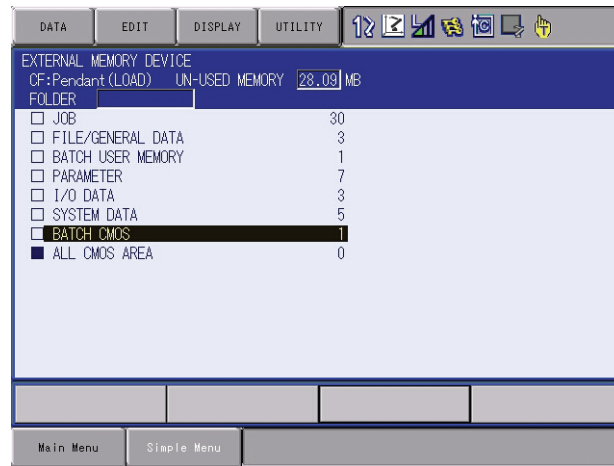 DATA EDIT DISPLAY UTILITY
EXTERNAL MEMORY DEVICE
CF:Pendant(LOAD) UN-USED MEMORY 28.09 MB
FOLDER
JOB 30
FILE/GENERAL DATA 3
BATCH USER MEMORY 1
PARAMETER 7
I/O DATA 3
SYSTEM DATA 5
BATCH CMOS 1
ALL CMOS AREA 0
Main Menu Simple Menu